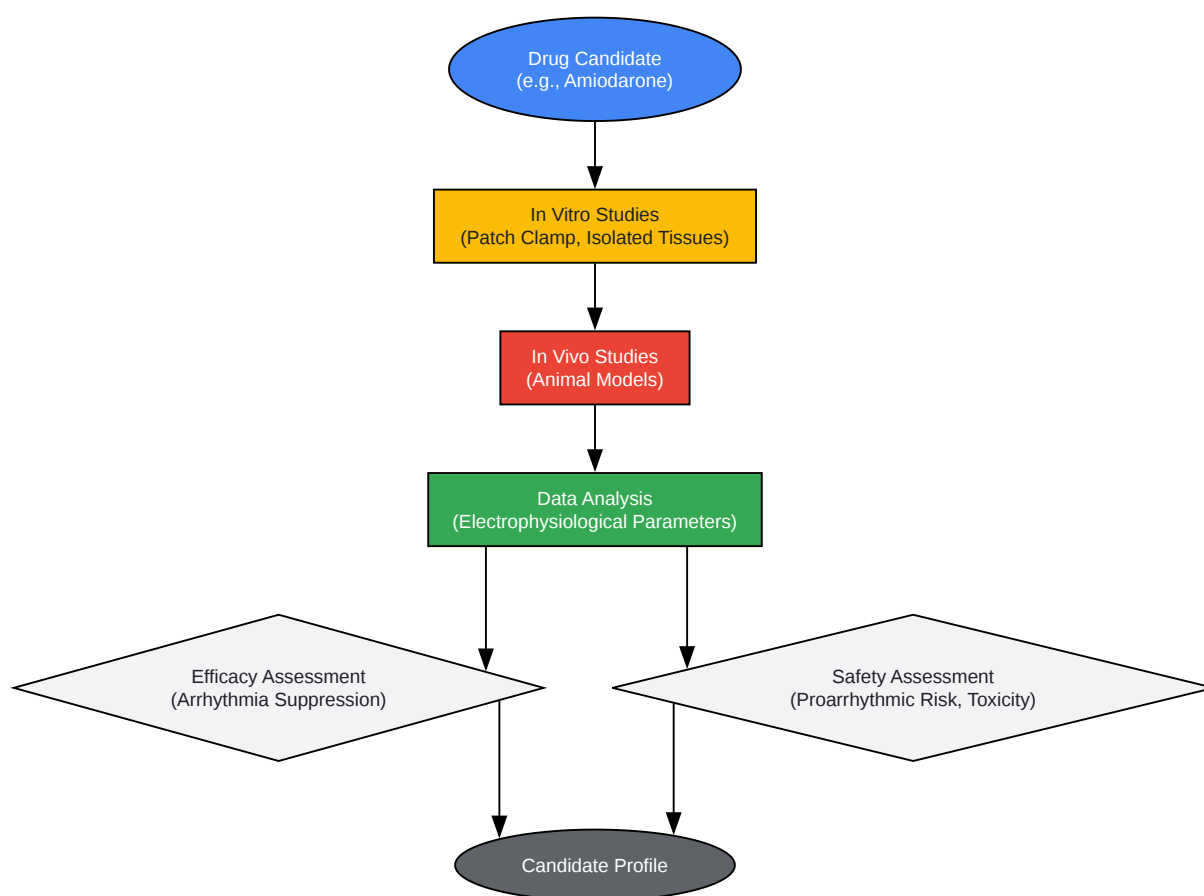 Drug Candidate
(e.g., Amiodarone)
In Vitro Studies
(Patch Clamp, Isolated Tissues)
In Vivo Studies
(Animal Models)
Data Analysis
(Electrophysiological Parameters)
Efficacy Assessment
(Arrhythmia Suppression)
Safety Assessment
(Proarrhythmic Risk, Toxicity)
Candidate Profile